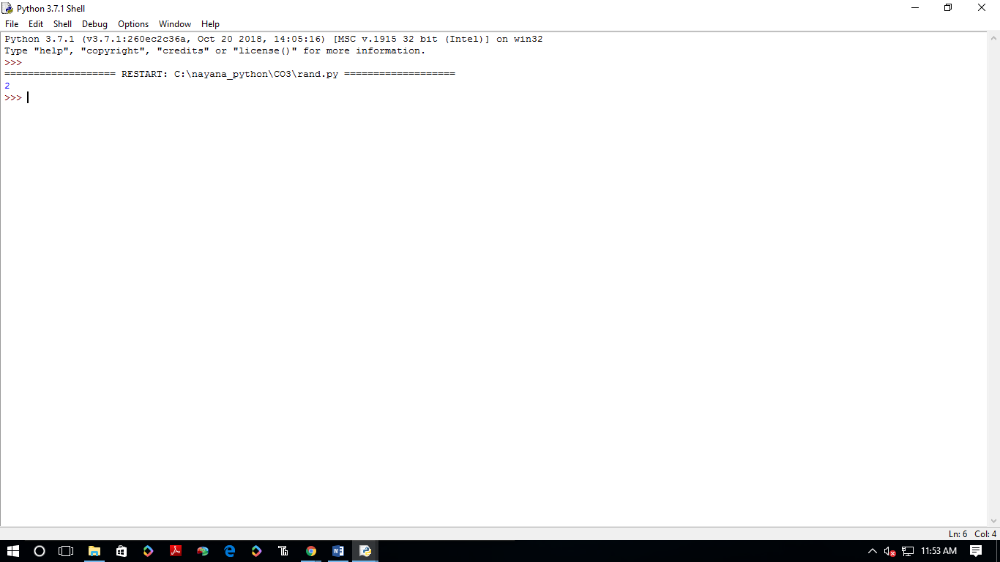 Python 3.7.1 Shell
File Edit Shell Debug Options Window Help
Python 3.7.1 (v3.7.1:260ec2c36a, Oct 20 2018, 14:05:16) [MSC v.1915 32 bit (Intel)] on win32
Type "help", "copyright", "credits" or "license()" for more information.
>>>
=================== RESTART: C:\nayana_python\CO3\rand.py ===================
2
>>>
Ln: 6 Col: 4
11:53 AM